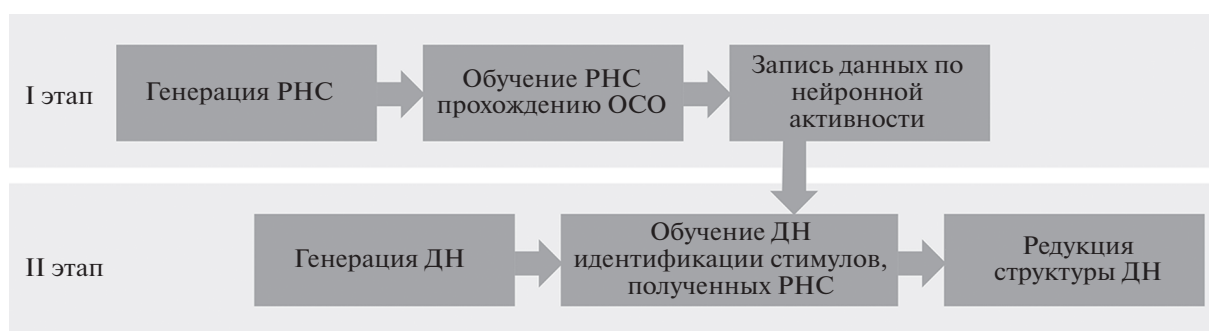 I этап
Генерация РНС
Обучение РНС
прохождению ОСО
Запись данных по
нейронной
активности
II этап
Генерация ДН
Обучение ДН
идентификации стимулов,
полученных РНС
Редукция
структуры ДН